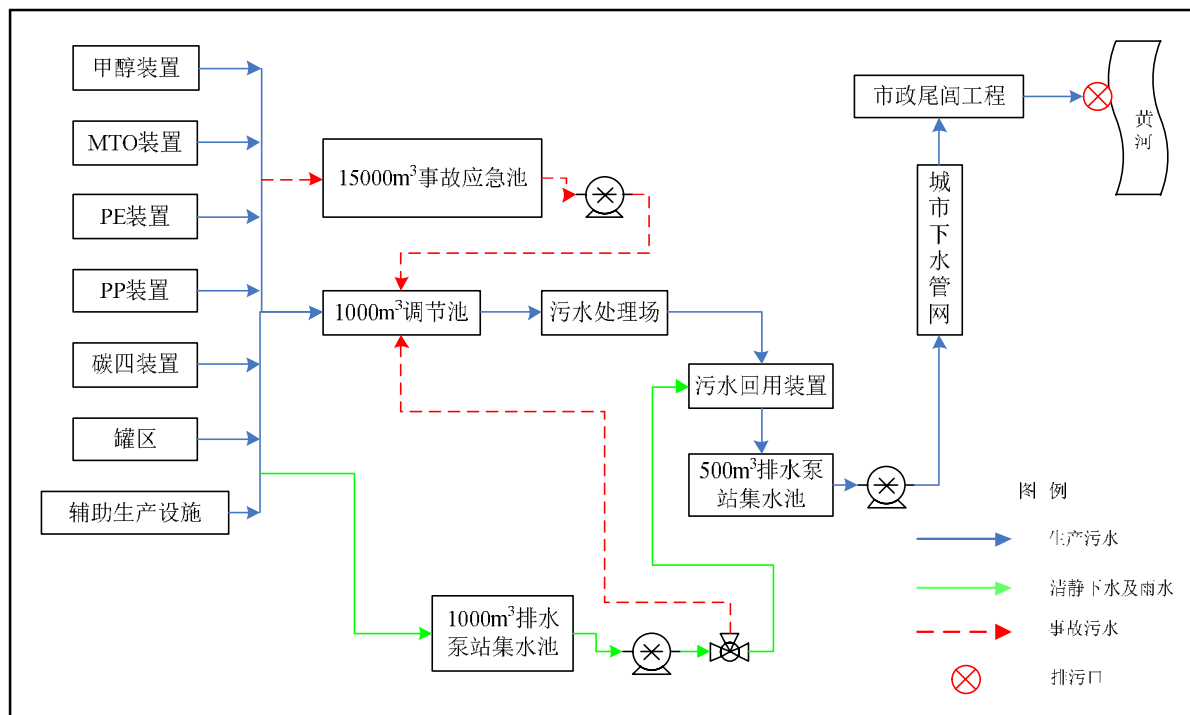 甲醇装置
MTO装置
PE装置
PP装置
碳四装置
罐区
辅助生产设施
15000m³事故应急池
1000m³调节池
污水处理场
污水回用装置
500m³排水泵
站集水池
1000m³排水
泵站集水池
市政尾闾工程
城
市
下
水
管
网
黄
河
图 例
生产污水
清静下水及雨水
事故污水
排污口